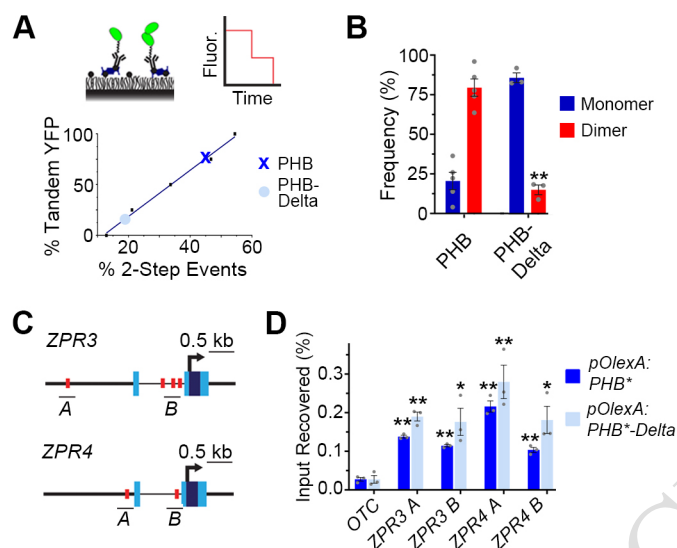 A
Fluor.
Time
% Tandem YFP
100
50
0
0
20
40
60
% 2-Step Events
X PHB
PHB-
Delta
B
Frequency (%)
100
75
50
25
0
Monomer
Dimer
**
PHB
PHB-
Delta
C
ZPR3
0.5 kb
A
B
ZPR4
0.5 kb
A
B
D
Input Recovered (%)
0.3
0.2
0.1
0.0
**
**
**
*
**
**
**
*
OTC
ZPR3 A
ZPR3 B
ZPR4 A
ZPR4 B
pOlexA:
PHB*
pOlexA:
PHB*-Delta